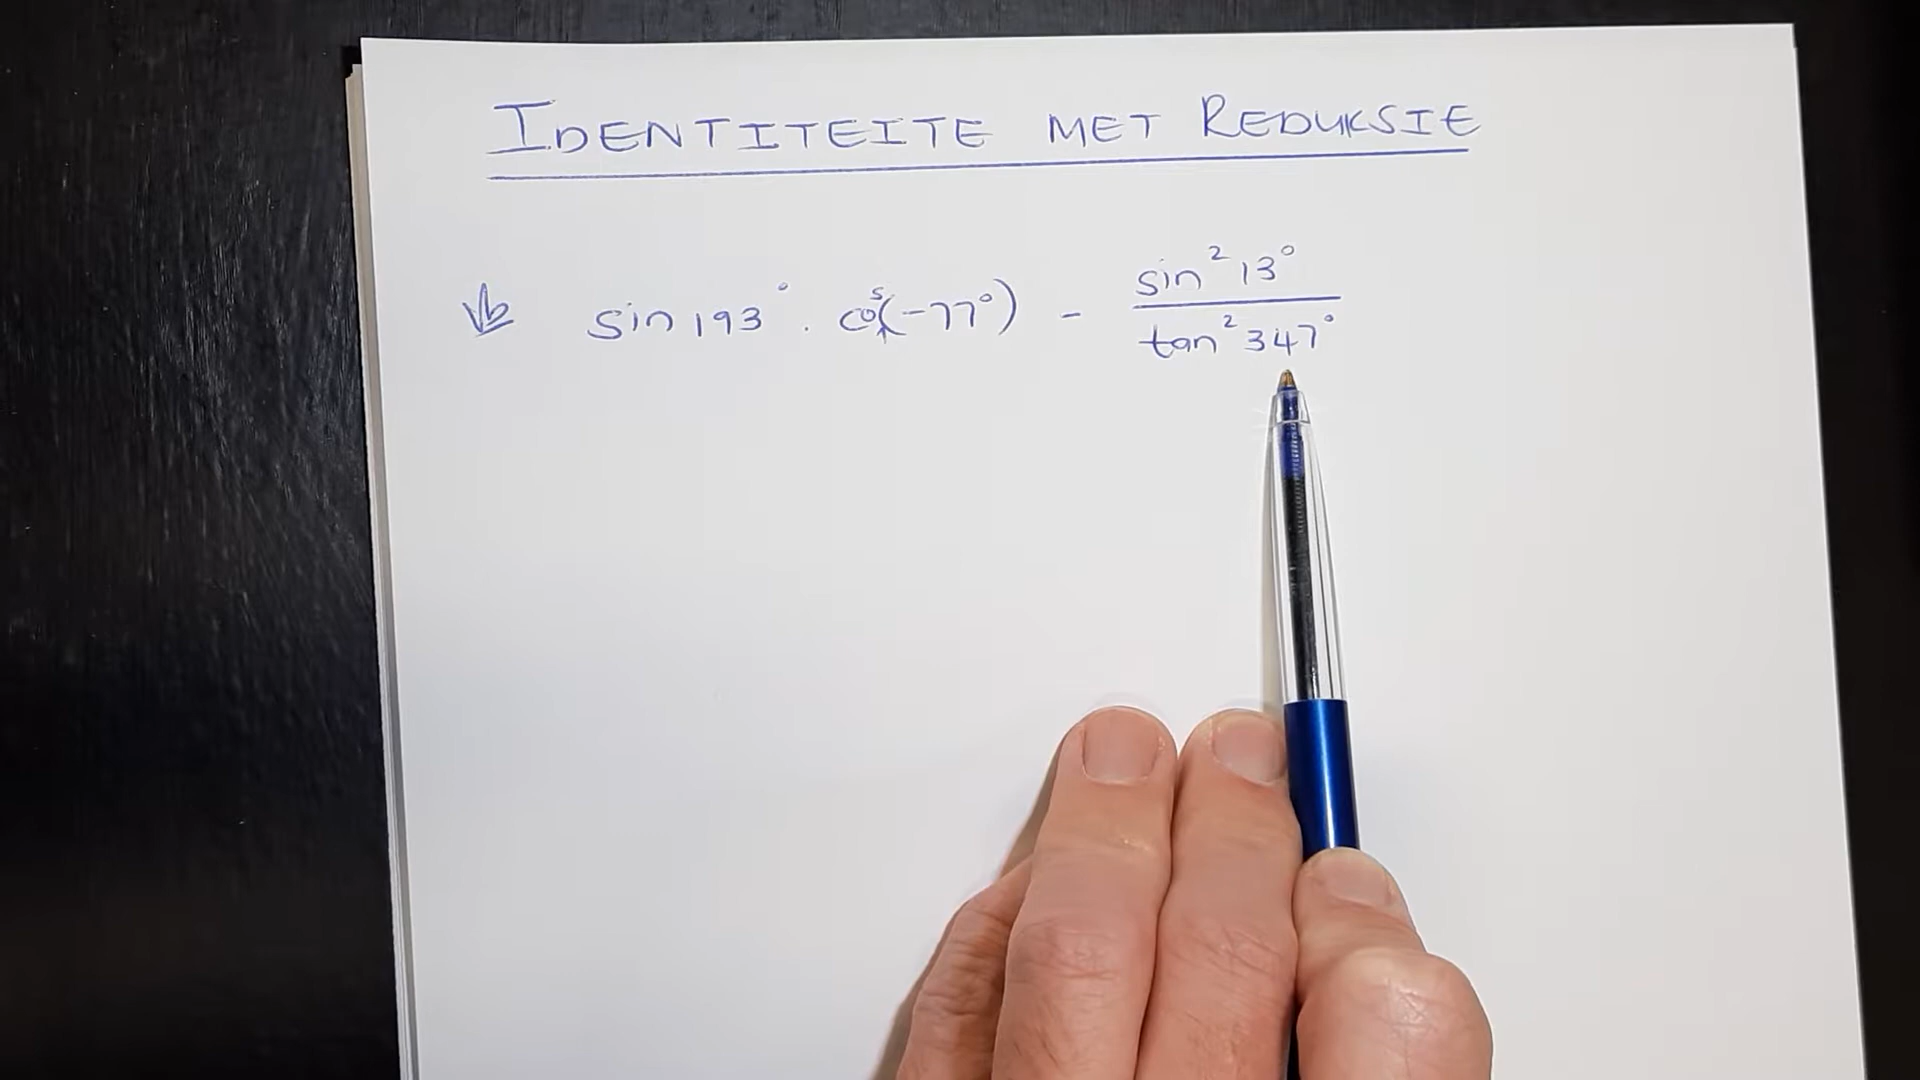 IDENTITEITE MET REDUKSIE
Vb sin 193° . cos(-77°) - sin² 13° / tan² 347°